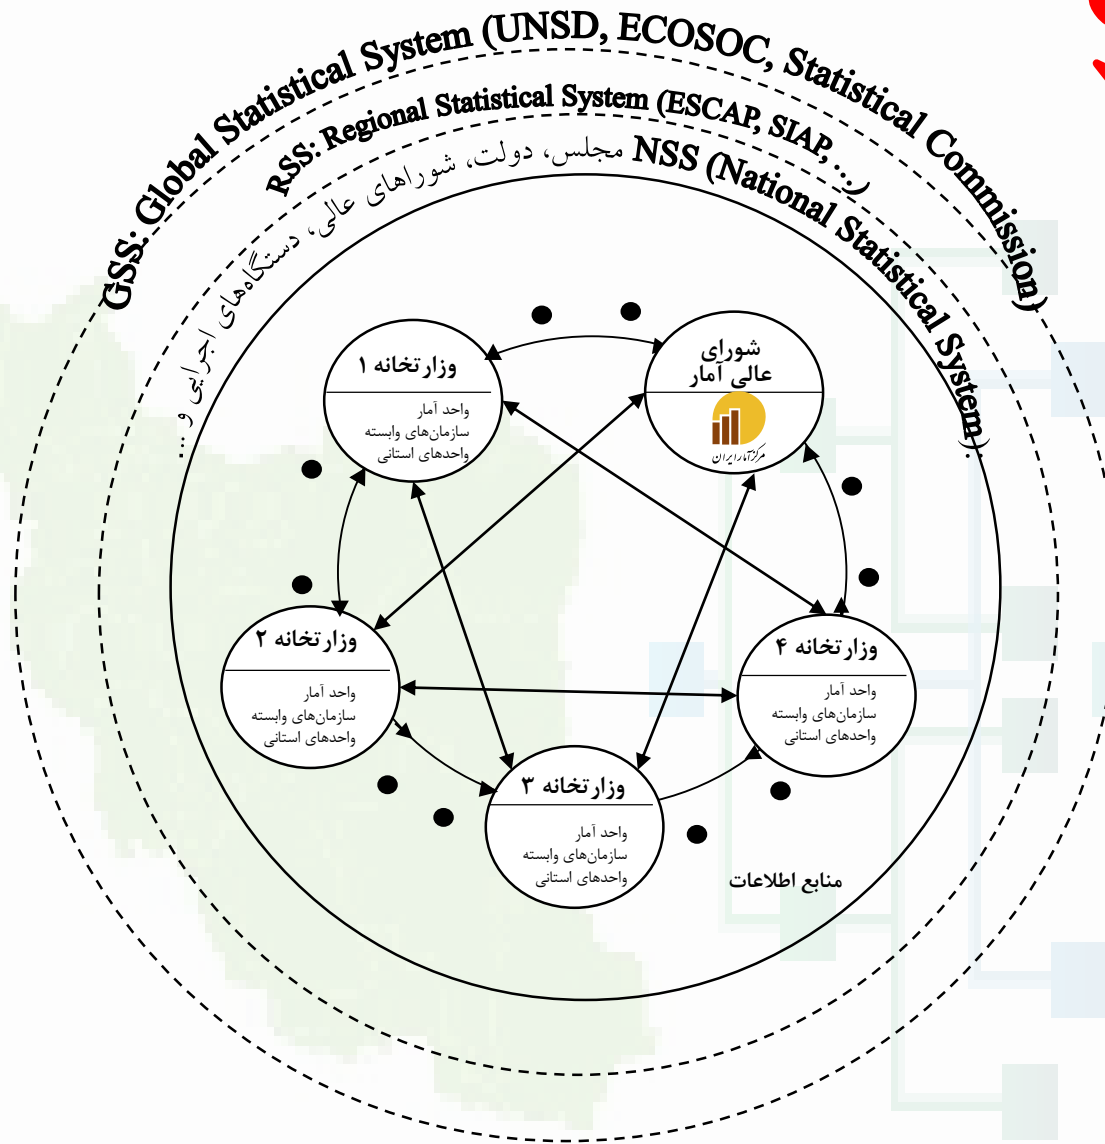 GSS: Global Statistical System (UNSD, ECOSOC, Statistical Commission)
RSS: Regional Statistical System (ESCAP, SIAP, ...)
NSS (National Statistical System): مجلس، دولت، شوراهای عالی، دستگاه‌های اجرایی و ...
شورای
عالی آمار
مرکز آمار ایران
وزارتخانه ۱
واحد آمار
سازمان‌های وابسته
واحدهای استانی
وزارتخانه ۲
واحد آمار
سازمان‌های وابسته
واحدهای استانی
وزارتخانه ۴
واحد آمار
سازمان‌های وابسته
واحدهای استانی
وزارتخانه ۳
واحد آمار
سازمان‌های وابسته
واحدهای استانی
منابع اطلاعات